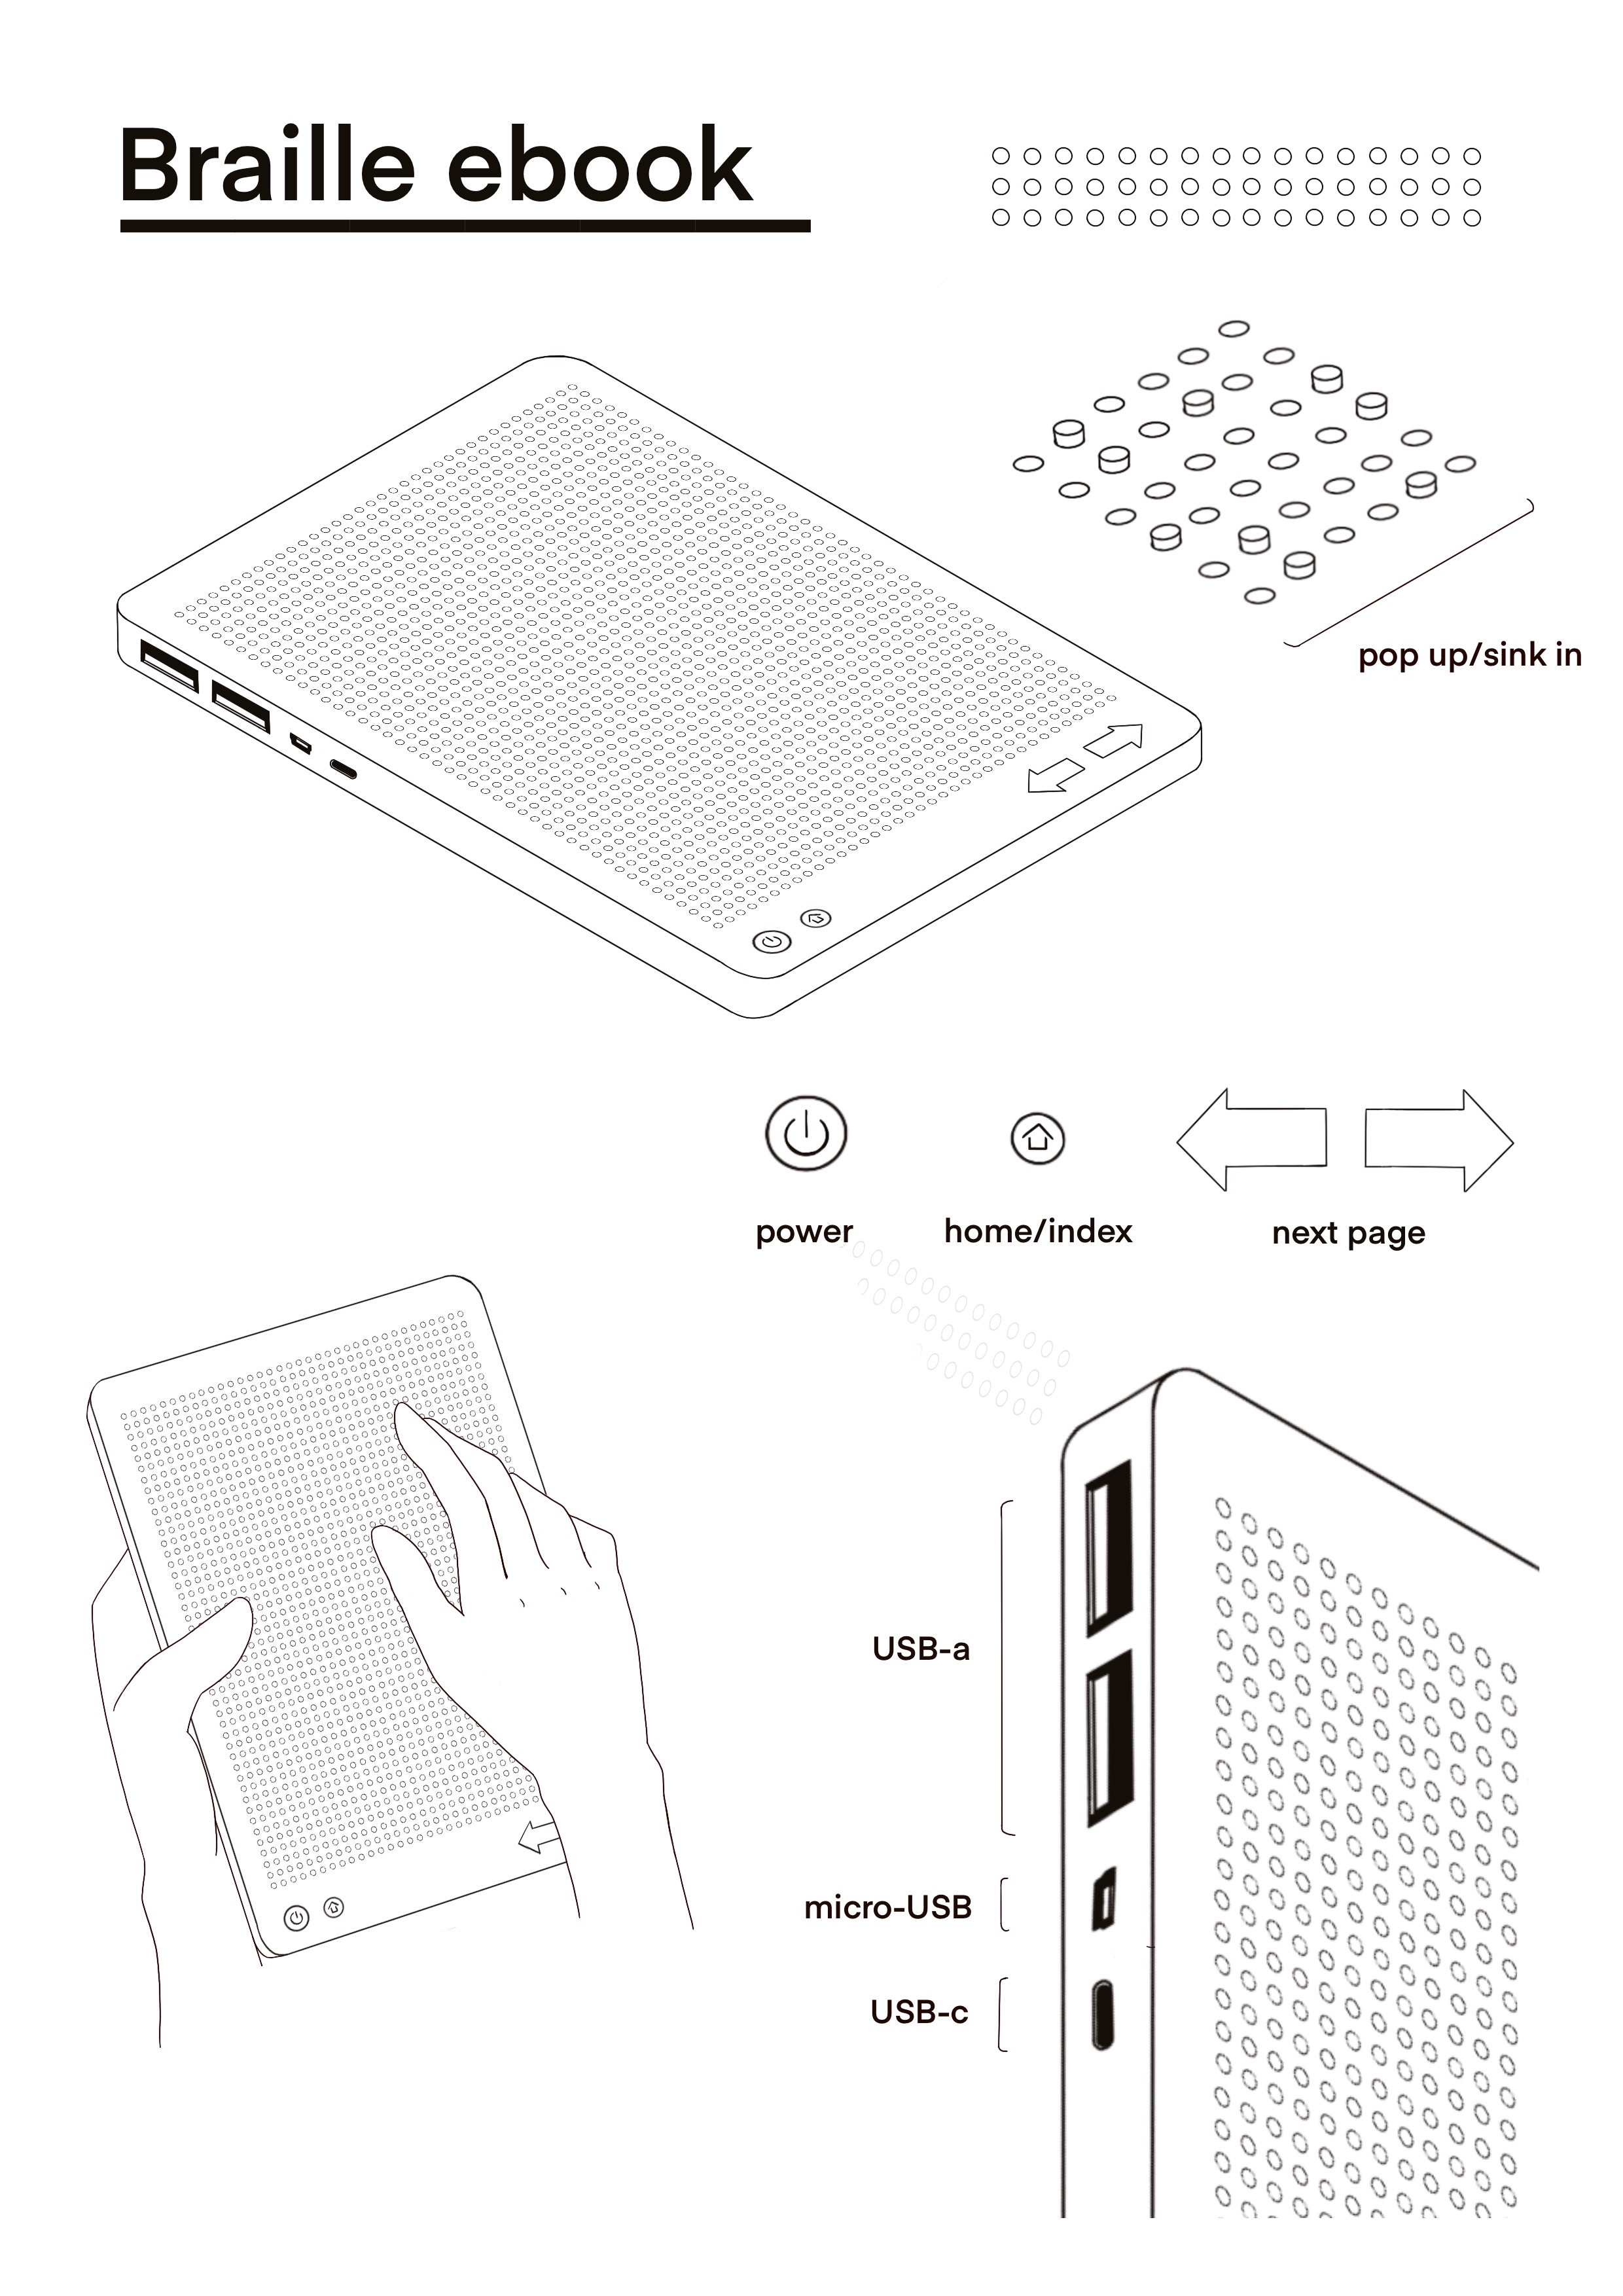 Braille ebook
pop up/sink in
power
home/index
next page
USB-a
micro-USB
USB-c